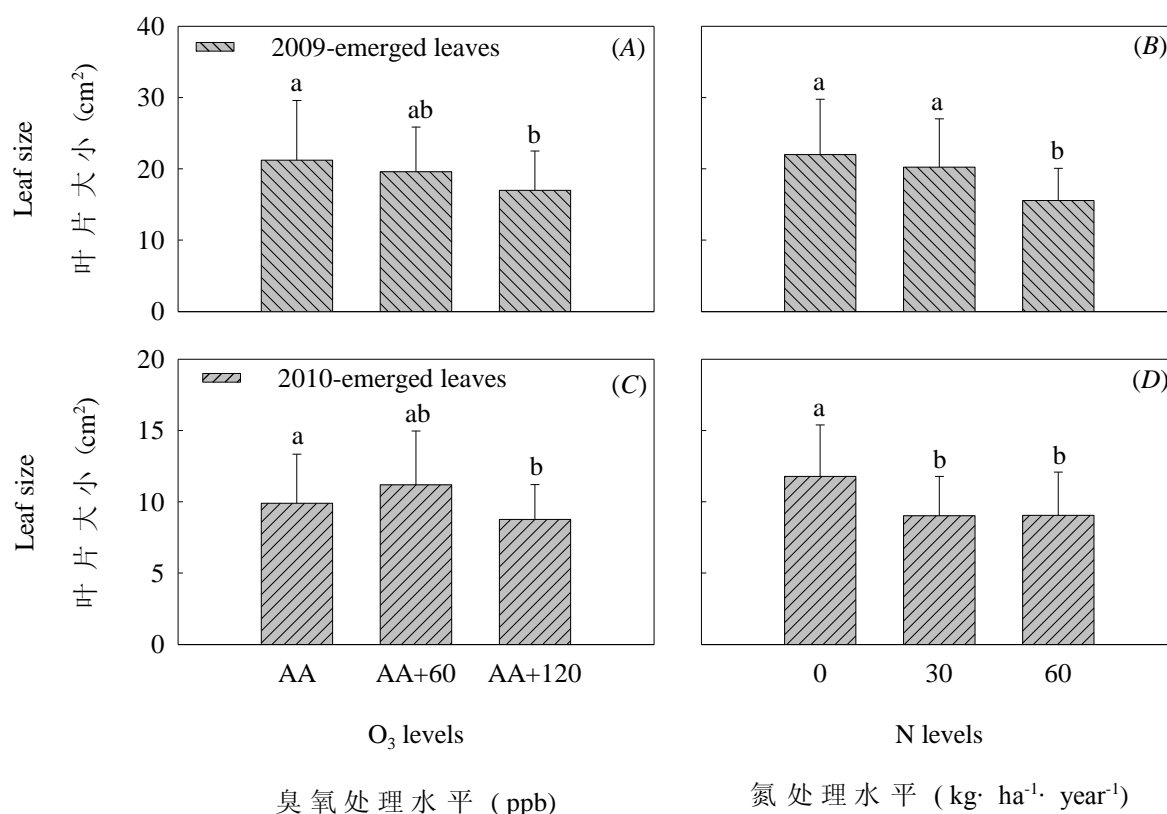 40
30
20
10
0
Leaf size
叶片大小 (cm²)
2009-emerged leaves
(A)
a
ab
b
(B)
a
a
b
20
15
10
5
0
Leaf size
叶片大小 (cm²)
2010-emerged leaves
(C)
a
ab
b
(D)
a
b
b
AA AA+60 AA+120
0 30 60
O₃ levels
N levels
臭氧处理水平 (ppb)
氮处理水平 (kg· ha⁻¹· year⁻¹)